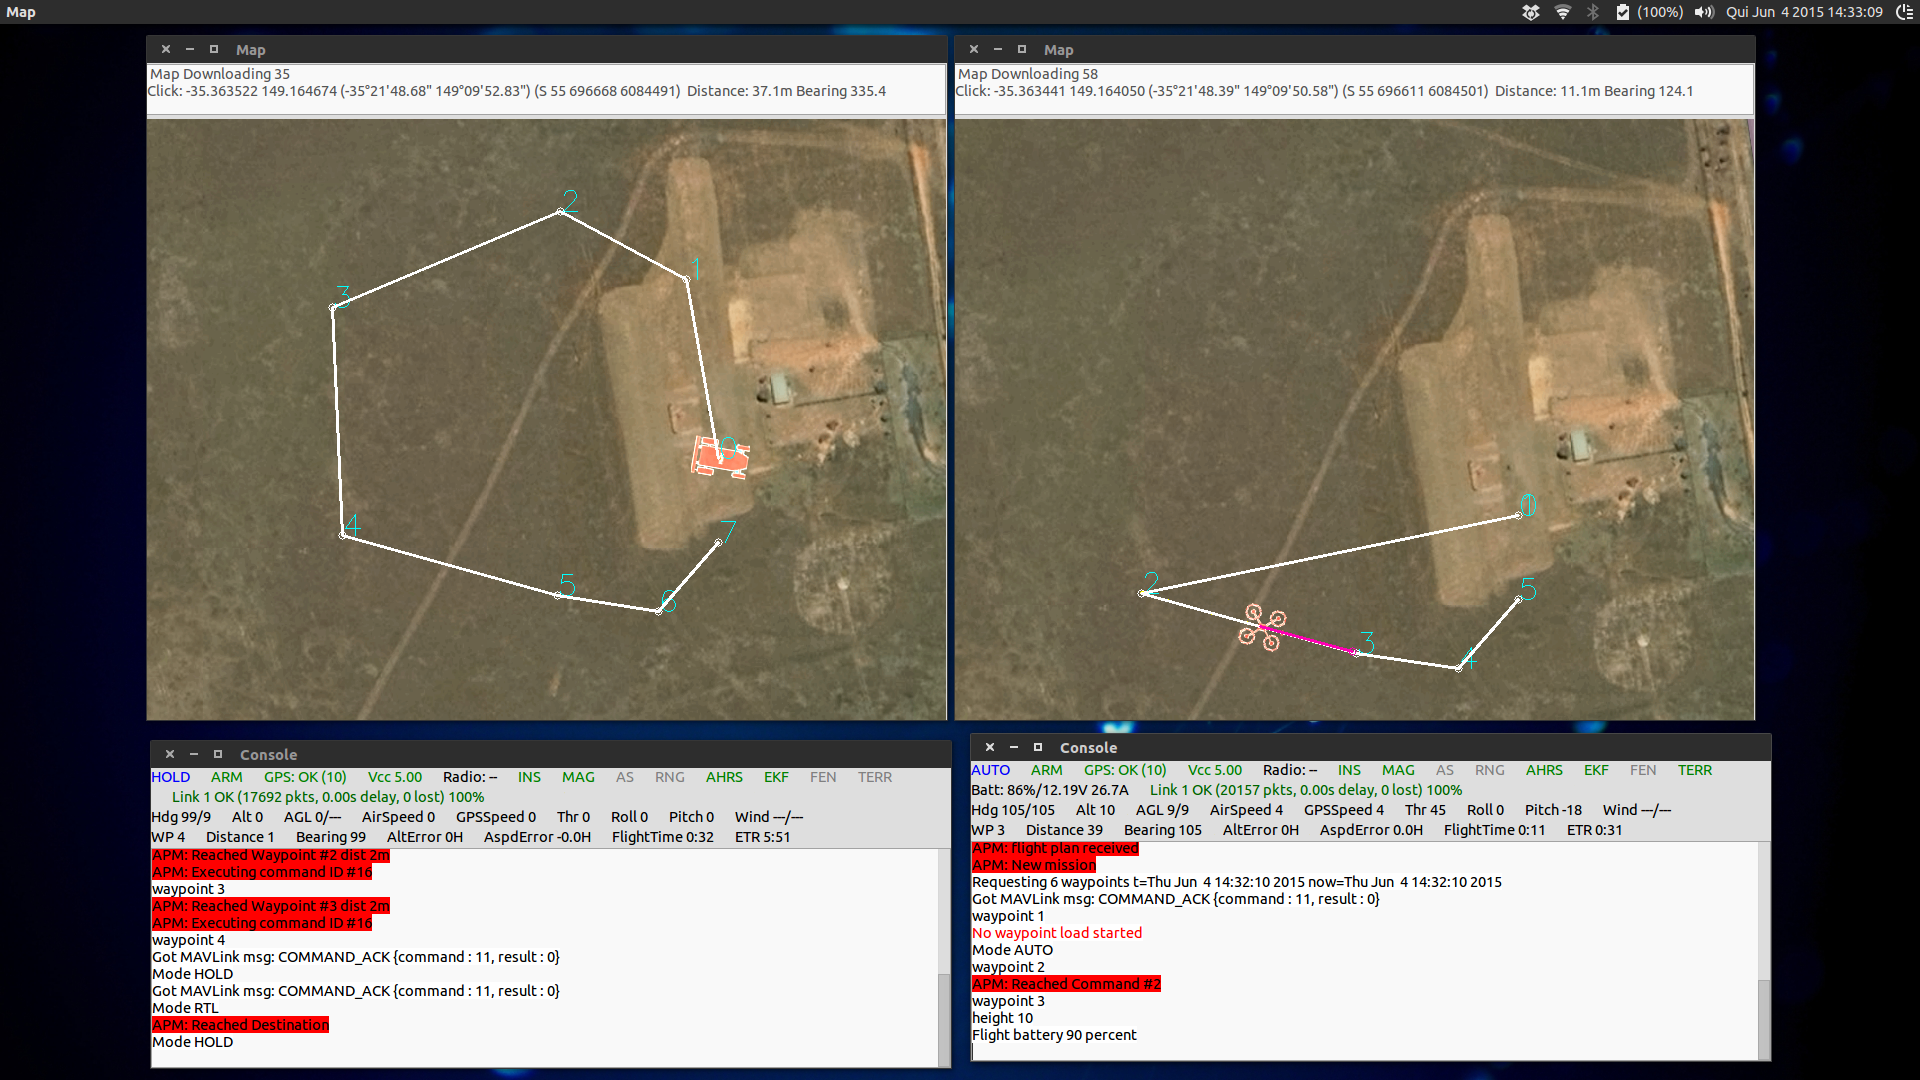 Map
(100%) Qui Jun 4 2015 14:33:09
Map
Map Downloading 35
Click: -35.363522 149.164674 (-35°21'48.68" 149°09'52.83") (S 55 696668 6084491) Distance: 37.1m Bearing 335.4
2
1
3
0
4
7
5
6
Map
Map Downloading 58
Click: -35.363441 149.164050 (-35°21'48.39" 149°09'50.58") (S 55 696611 6084501) Distance: 11.1m Bearing 124.1
2
5
3
4
Console
HOLD ARM GPS: OK (10) Vcc 5.00 Radio: -- INS MAG AS RNG AHRS EKF FEN TERR
Link 1 OK (17692 pkts, 0.00s delay, 0 lost) 100%
Hdg 99/9 Alt 0 AGL 0/--- AirSpeed 0 GPSSpeed 0 Thr 0 Roll 0 Pitch 0 Wind ---/---
WP 4 Distance 1 Bearing 99 AltError 0H AspdError -0.0H FlightTime 0:32 ETR 5:51
APM: Reached Waypoint #2 dist 2m
APM: Executing command ID #16
waypoint 3
APM: Reached Waypoint #3 dist 2m
APM: Executing command ID #16
waypoint 4
Got MAVLink msg: COMMAND_ACK {command : 11, result : 0}
Mode HOLD
Got MAVLink msg: COMMAND_ACK {command : 11, result : 0}
Mode RTL
APM: Reached Destination
Mode HOLD
Console
AUTO ARM GPS: OK (10) Vcc 5.00 Radio: -- INS MAG AS RNG AHRS EKF FEN TERR
Batt: 86%/12.19V 26.7A Link 1 OK (20157 pkts, 0.00s delay, 0 lost) 100%
Hdg 105/105 Alt 10 AGL 9/9 AirSpeed 4 GPSSpeed 4 Thr 45 Roll 0 Pitch -18 Wind ---/---
WP 3 Distance 39 Bearing 105 AltError 0H AspdError 0.0H FlightTime 0:11 ETR 0:31
APM: flight plan received
APM: New mission
Requesting 6 waypoints t=Thu Jun 4 14:32:10 2015 now=Thu Jun 4 14:32:10 2015
Got MAVLink msg: COMMAND_ACK {command : 11, result : 0}
waypoint 1
No waypoint load started
Mode AUTO
waypoint 2
APM: Reached Command #2
waypoint 3
height 10
Flight battery 90 percent